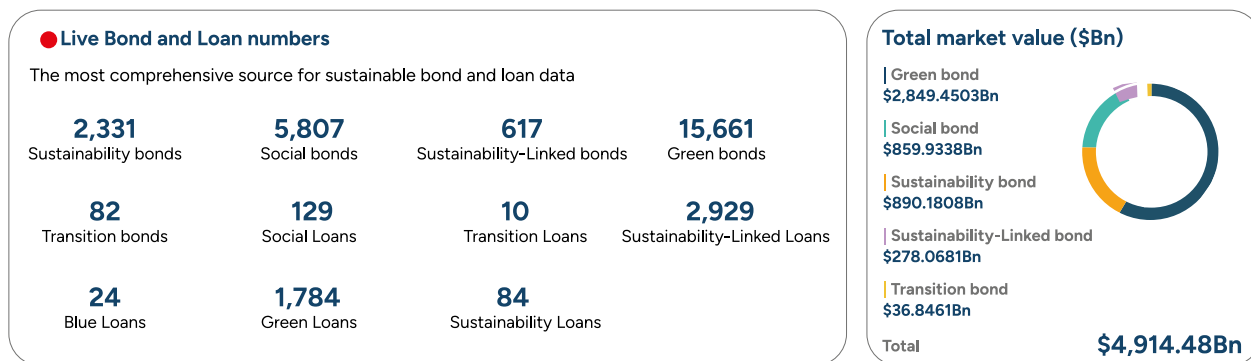 Live Bond and Loan numbers
The most comprehensive source for sustainable bond and loan data
2,331 5,807 617 15,661
Sustainability bonds Social bonds Sustainability-Linked bonds Green bonds
82 129 10 2,929
Transition bonds Social Loans Transition Loans Sustainability-Linked Loans
24 1,784 84
Blue Loans Green Loans Sustainability Loans
Total market value ($Bn)
Green bond
$2,849.4503Bn
Social bond
$859.9338Bn
Sustainability bond
$890.1808Bn
Sustainability-Linked bond
$278.0681Bn
Transition bond
$36.8461Bn
Total $4,914.48Bn